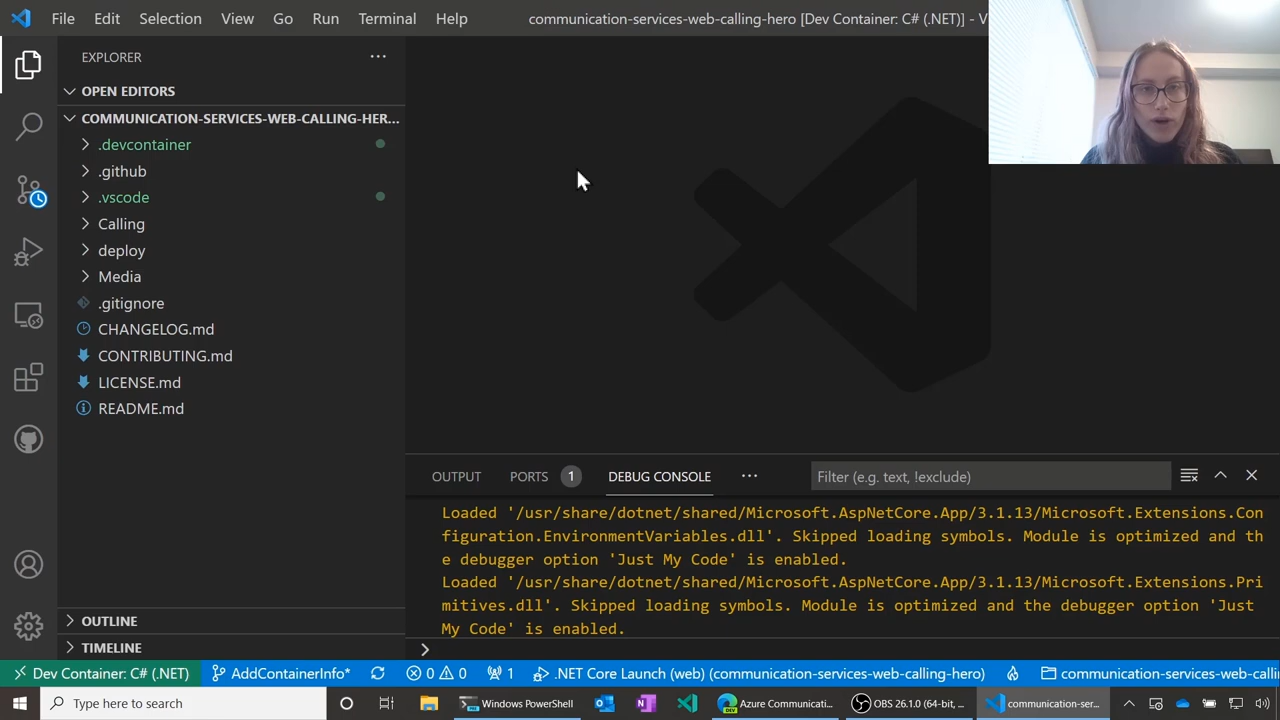 File Edit Selection View Go Run Terminal Help communication-services-web-calling-hero [Dev Container: C# (.NET)] - V
EXPLORER
OPEN EDITORS
COMMUNICATION-SERVICES-WEB-CALLING-HER...
.devcontainer
.github
.vscode
Calling
deploy
Media
.gitignore
CHANGELOG.md
CONTRIBUTING.md
LICENSE.md
README.md
OUTLINE
TIMELINE
OUTPUT PORTS 1 DEBUG CONSOLE ... Filter (e.g. text, !exclude)
Loaded '/usr/share/dotnet/shared/Microsoft.AspNetCore.App/3.1.13/Microsoft.Extensions.Con
figuration.EnvironmentVariables.dll'. Skipped loading symbols. Module is optimized and th
e debugger option 'Just My Code' is enabled.
Loaded '/usr/share/dotnet/shared/Microsoft.AspNetCore.App/3.1.13/Microsoft.Extensions.Pri
mitives.dll'. Skipped loading symbols. Module is optimized and the debugger option 'Just
My Code' is enabled.
Dev Container: C# (.NET) AddContainerInfo* 0 0 1 .NET Core Launch (web) (communication-services-web-calling-hero) communication-services-web-calli
Type here to search Windows PowerShell DEV Azure Communicati... OBS 26.1.0 (64-bit, ... communication-ser...